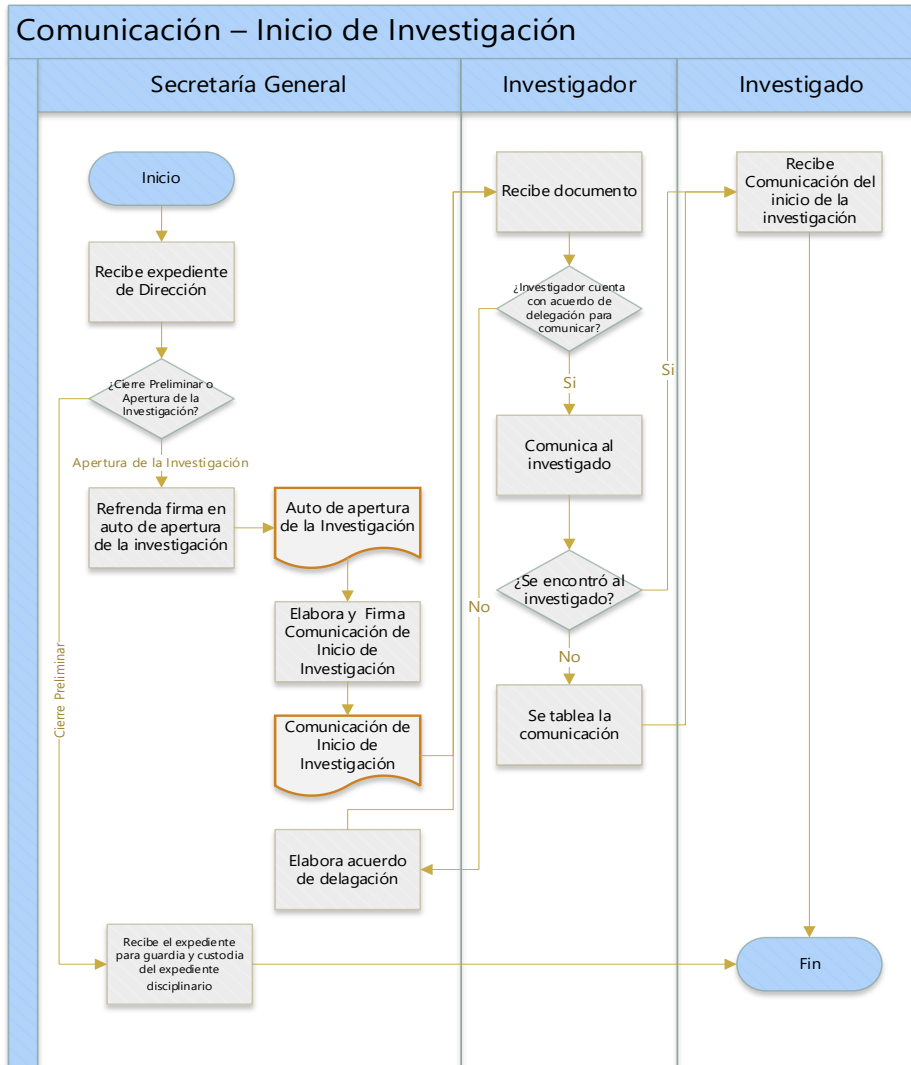 Comunicación – Inicio de Investigación
Secretaría General
Investigador
Investigado
Inicio
Recibe expediente
de Dirección
¿Cierre Preliminar o
Apertura de la
Investigación?
Apertura de la Investigación
Refrenda firma en
auto de apertura
de la investigación
Auto de apertura
de la Investigación
Elabora y Firma
Comunicación de
Inicio de
Investigación
Comunicación de
Inicio de
Investigación
Elabora acuerdo
de delagación
Cierre Preliminar
Recibe el expediente
para guardia y custodia
del expediente
disciplinario
Recibe documento
¿Investigador cuenta
con acuerdo de
delegación para
comunicar?
Si
No
Comunica al
investigado
¿Se encontró al
investigado?
Si
No
Se tablea la
comunicación
Recibe
Comunicación del
inicio de la
investigación
Fin